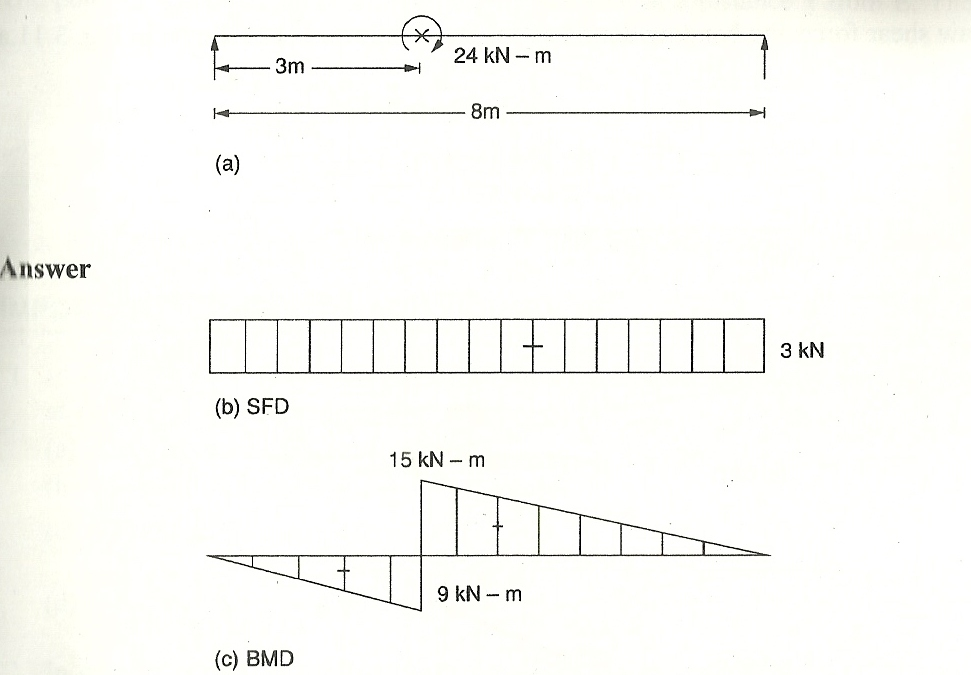 24 kN – m
3m
8m
(a)
Answer
3 kN
(b) SFD
15 kN – m
9 kN – m
(c) BMD